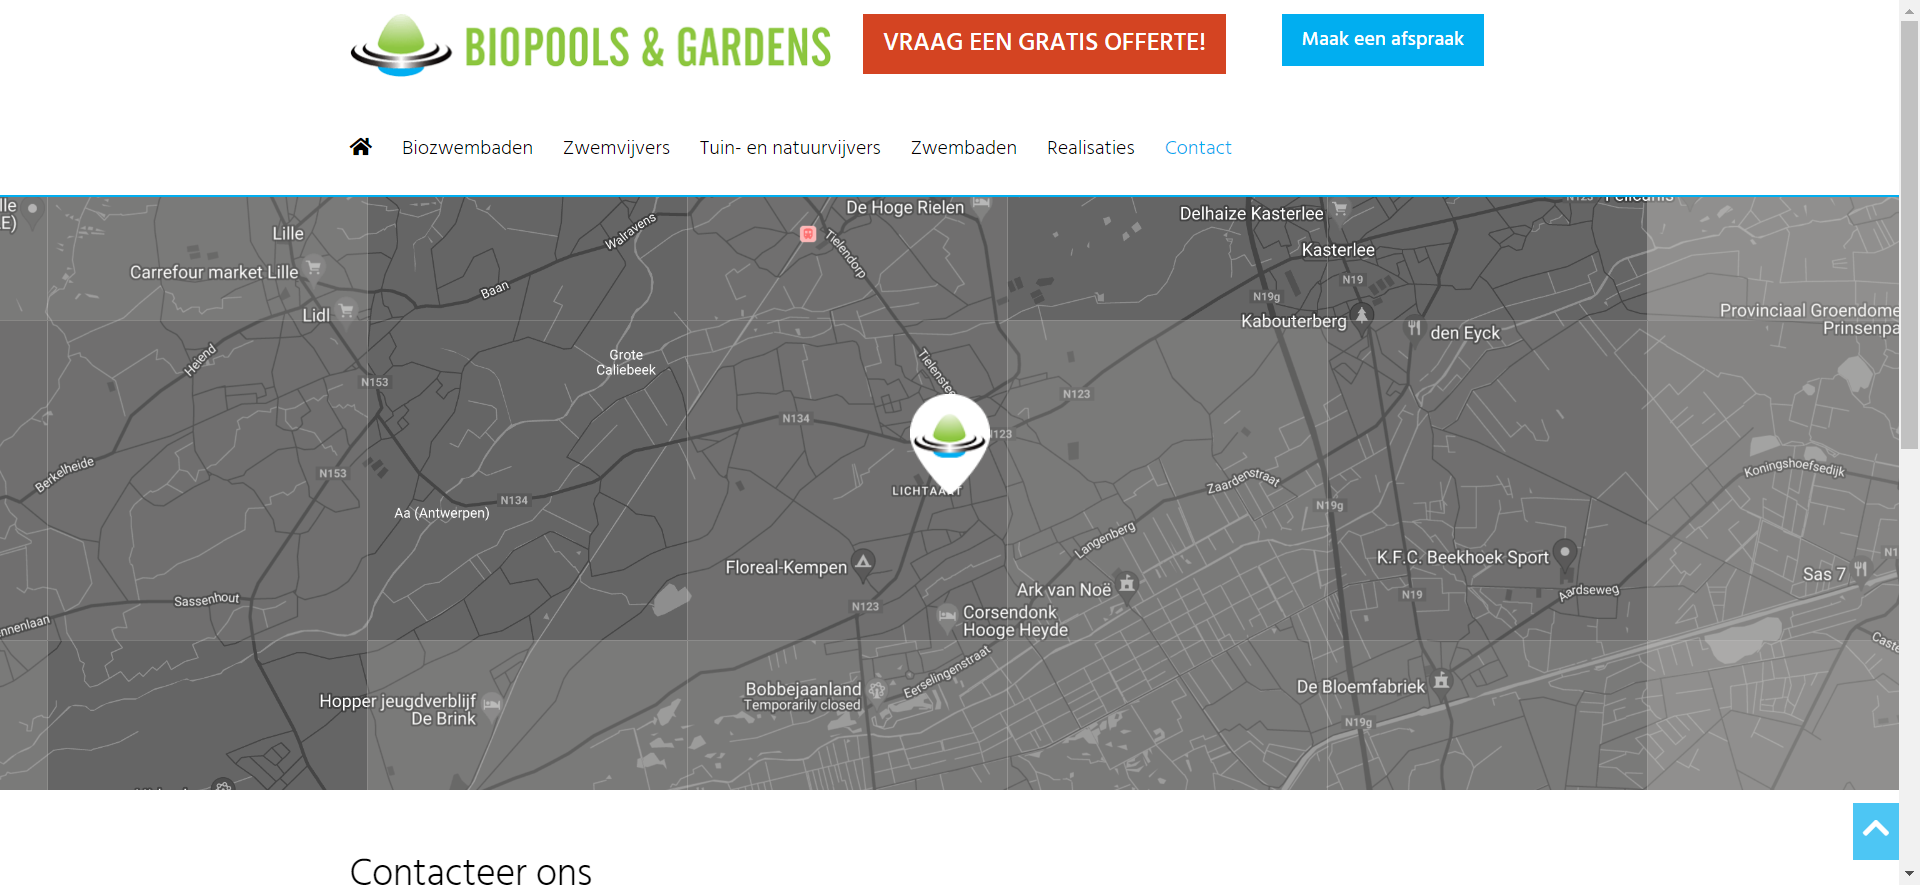 BIOPOOLS & GARDENS
VRAAG EEN GRATIS OFFERTE!
Maak een afspraak
Biozwembaden
Zwemvijvers
Tuin- en natuurvijvers
Zwembaden
Realisaties
Contact
De Hoge Rielen
Delhaize Kasterlee
Lille
Walravens
Tielendorp
Kasterlee
Carrefour market Lille
N19
Baan
N19g
Lidl
Kabouterberg
Provinciaal Groendome
Prinsenpa
den Eyck
Heiend
Grote
Caliebeek
N153
N123
N134
N123
Berkelheide
N153
Koningshoefsedijk
Zaardenstraat
LICHTAART
N134
N19g
Aa (Antwerpen)
Langenberg
K.F.C. Beekhoek Sport
Floreal-Kempen
Sas 7
Ark van Noë
Aardseweg
N19
Sassenhout
N123
Corsendonk
Hooge Heyde
nnenlaan
Eerselingenstraat
Bobbejaanland
Temporarily closed
De Bloemfabriek
Hopper jeugdverblijf
De Brink
N19g
Contacteer ons